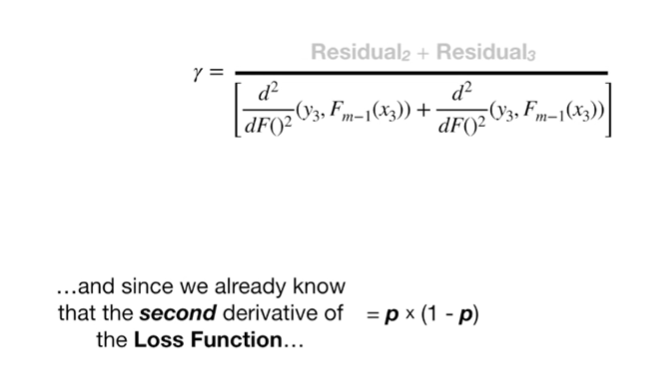 Residual₂ + Residual₃
γ =
[d²/dF()² (y₃, Fₘ₋₁(x₃)) + d²/dF()² (y₃, Fₘ₋₁(x₃))]
…and since we already know
that the second derivative of = p × (1 - p)
the Loss Function…